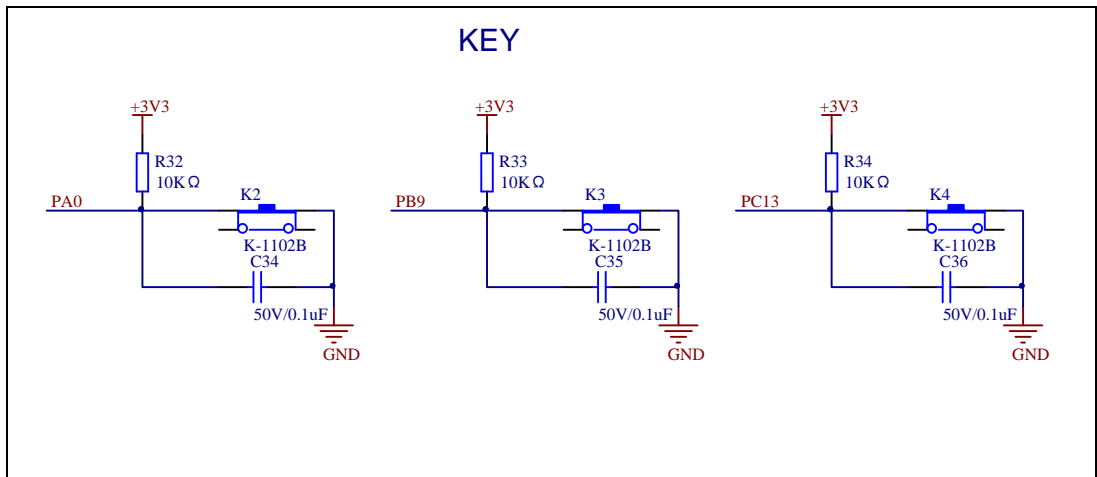 KEY
+3V3
+3V3
+3V3
R32
10KΩ
R33
10KΩ
R34
10KΩ
PA0
K2
PB9
K3
PC13
K4
K-1102B
K-1102B
K-1102B
C34
C35
C36
50V/0.1uF
50V/0.1uF
50V/0.1uF
GND
GND
GND